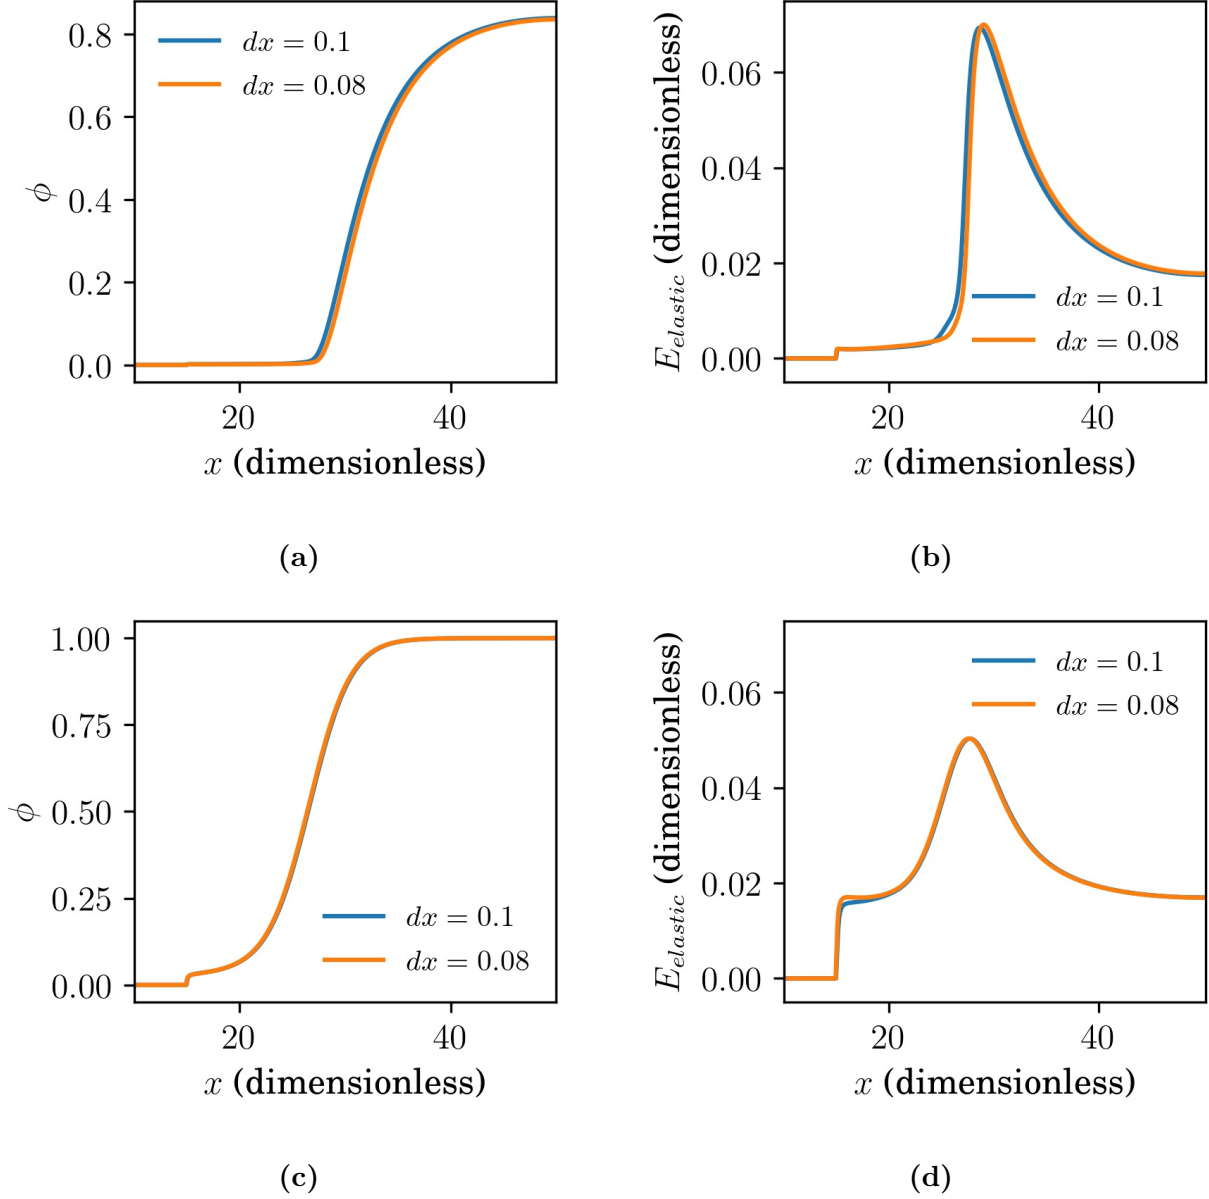 0.8
0.6
0.4
0.2
0.0
ϕ
dx = 0.1
dx = 0.08
20 40
x (dimensionless)
(a)
0.06
0.04
0.02
0.00
E_elastic (dimensionless)
dx = 0.1
dx = 0.08
20 40
x (dimensionless)
(b)
1.00
0.75
0.50
0.25
0.00
ϕ
dx = 0.1
dx = 0.08
20 40
x (dimensionless)
(c)
0.06
0.04
0.02
0.00
E_elastic (dimensionless)
dx = 0.1
dx = 0.08
20 40
x (dimensionless)
(d)